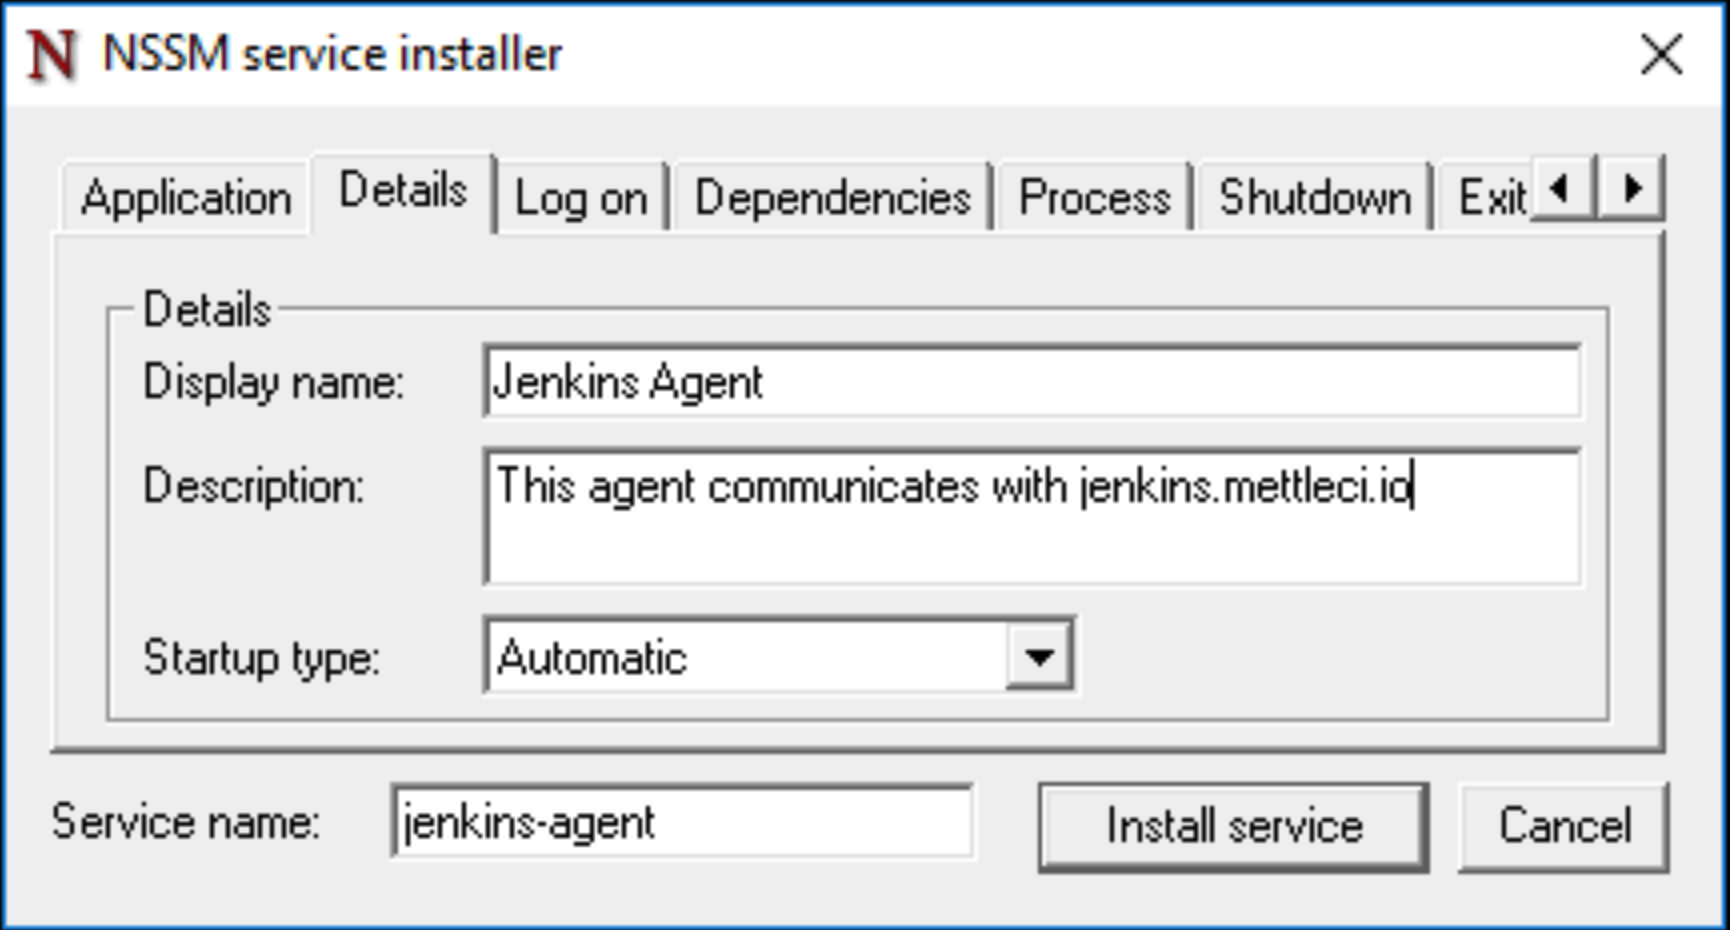 N NSSM service installer
Application Details Log on Dependencies Process Shutdown Exit
Details
Display name: Jenkins Agent
Description: This agent communicates with jenkins.mettleci.io
Startup type: Automatic
Service name: jenkins-agent Install service Cancel